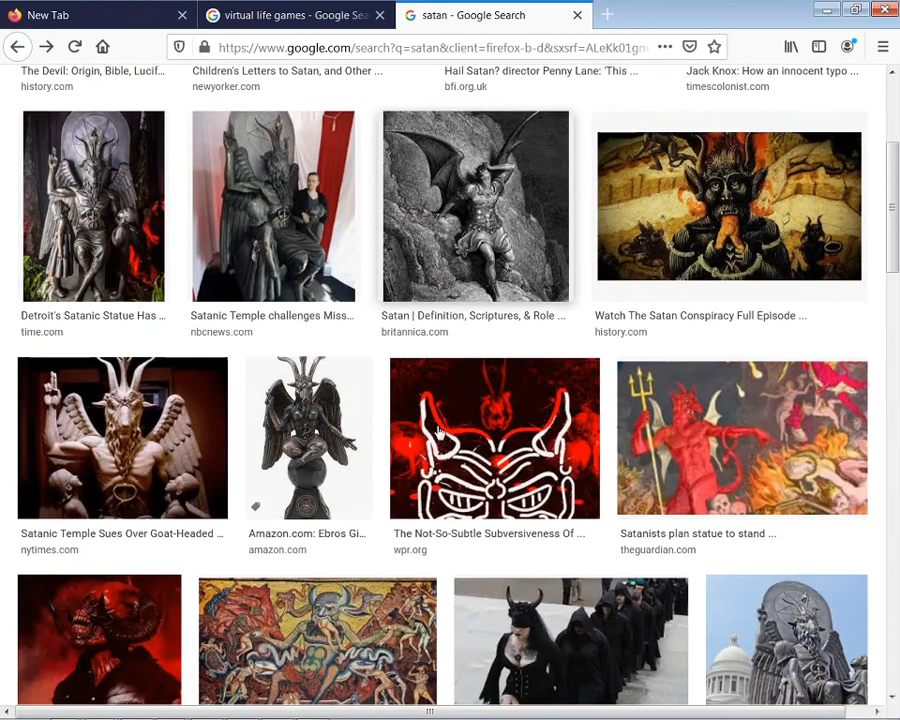 New Tab
virtual life games - Google Sea
satan - Google Search
https://www.google.com/search?q=satan&client=firefox-b-d&sxsrf=ALeKk01gn
The Devil: Origin, Bible, Lucif...
Children's Letters to Satan, and Other ...
Hail Satan? director Penny Lane: 'This ...
Jack Knox: How an innocent typo ...
history.com
newyorker.com
bfi.org.uk
timescolonist.com
Detroit's Satanic Statue Has ...
Satanic Temple challenges Miss...
Satan | Definition, Scriptures, & Role ...
Watch The Satan Conspiracy Full Episode ...
time.com
nbcnews.com
britannica.com
history.com
Satanic Temple Sues Over Goat-Headed ...
Amazon.com: Ebros Gi...
The Not-So-Subtle Subversiveness Of ...
Satanists plan statue to stand ...
nytimes.com
amazon.com
wpr.org
theguardian.com